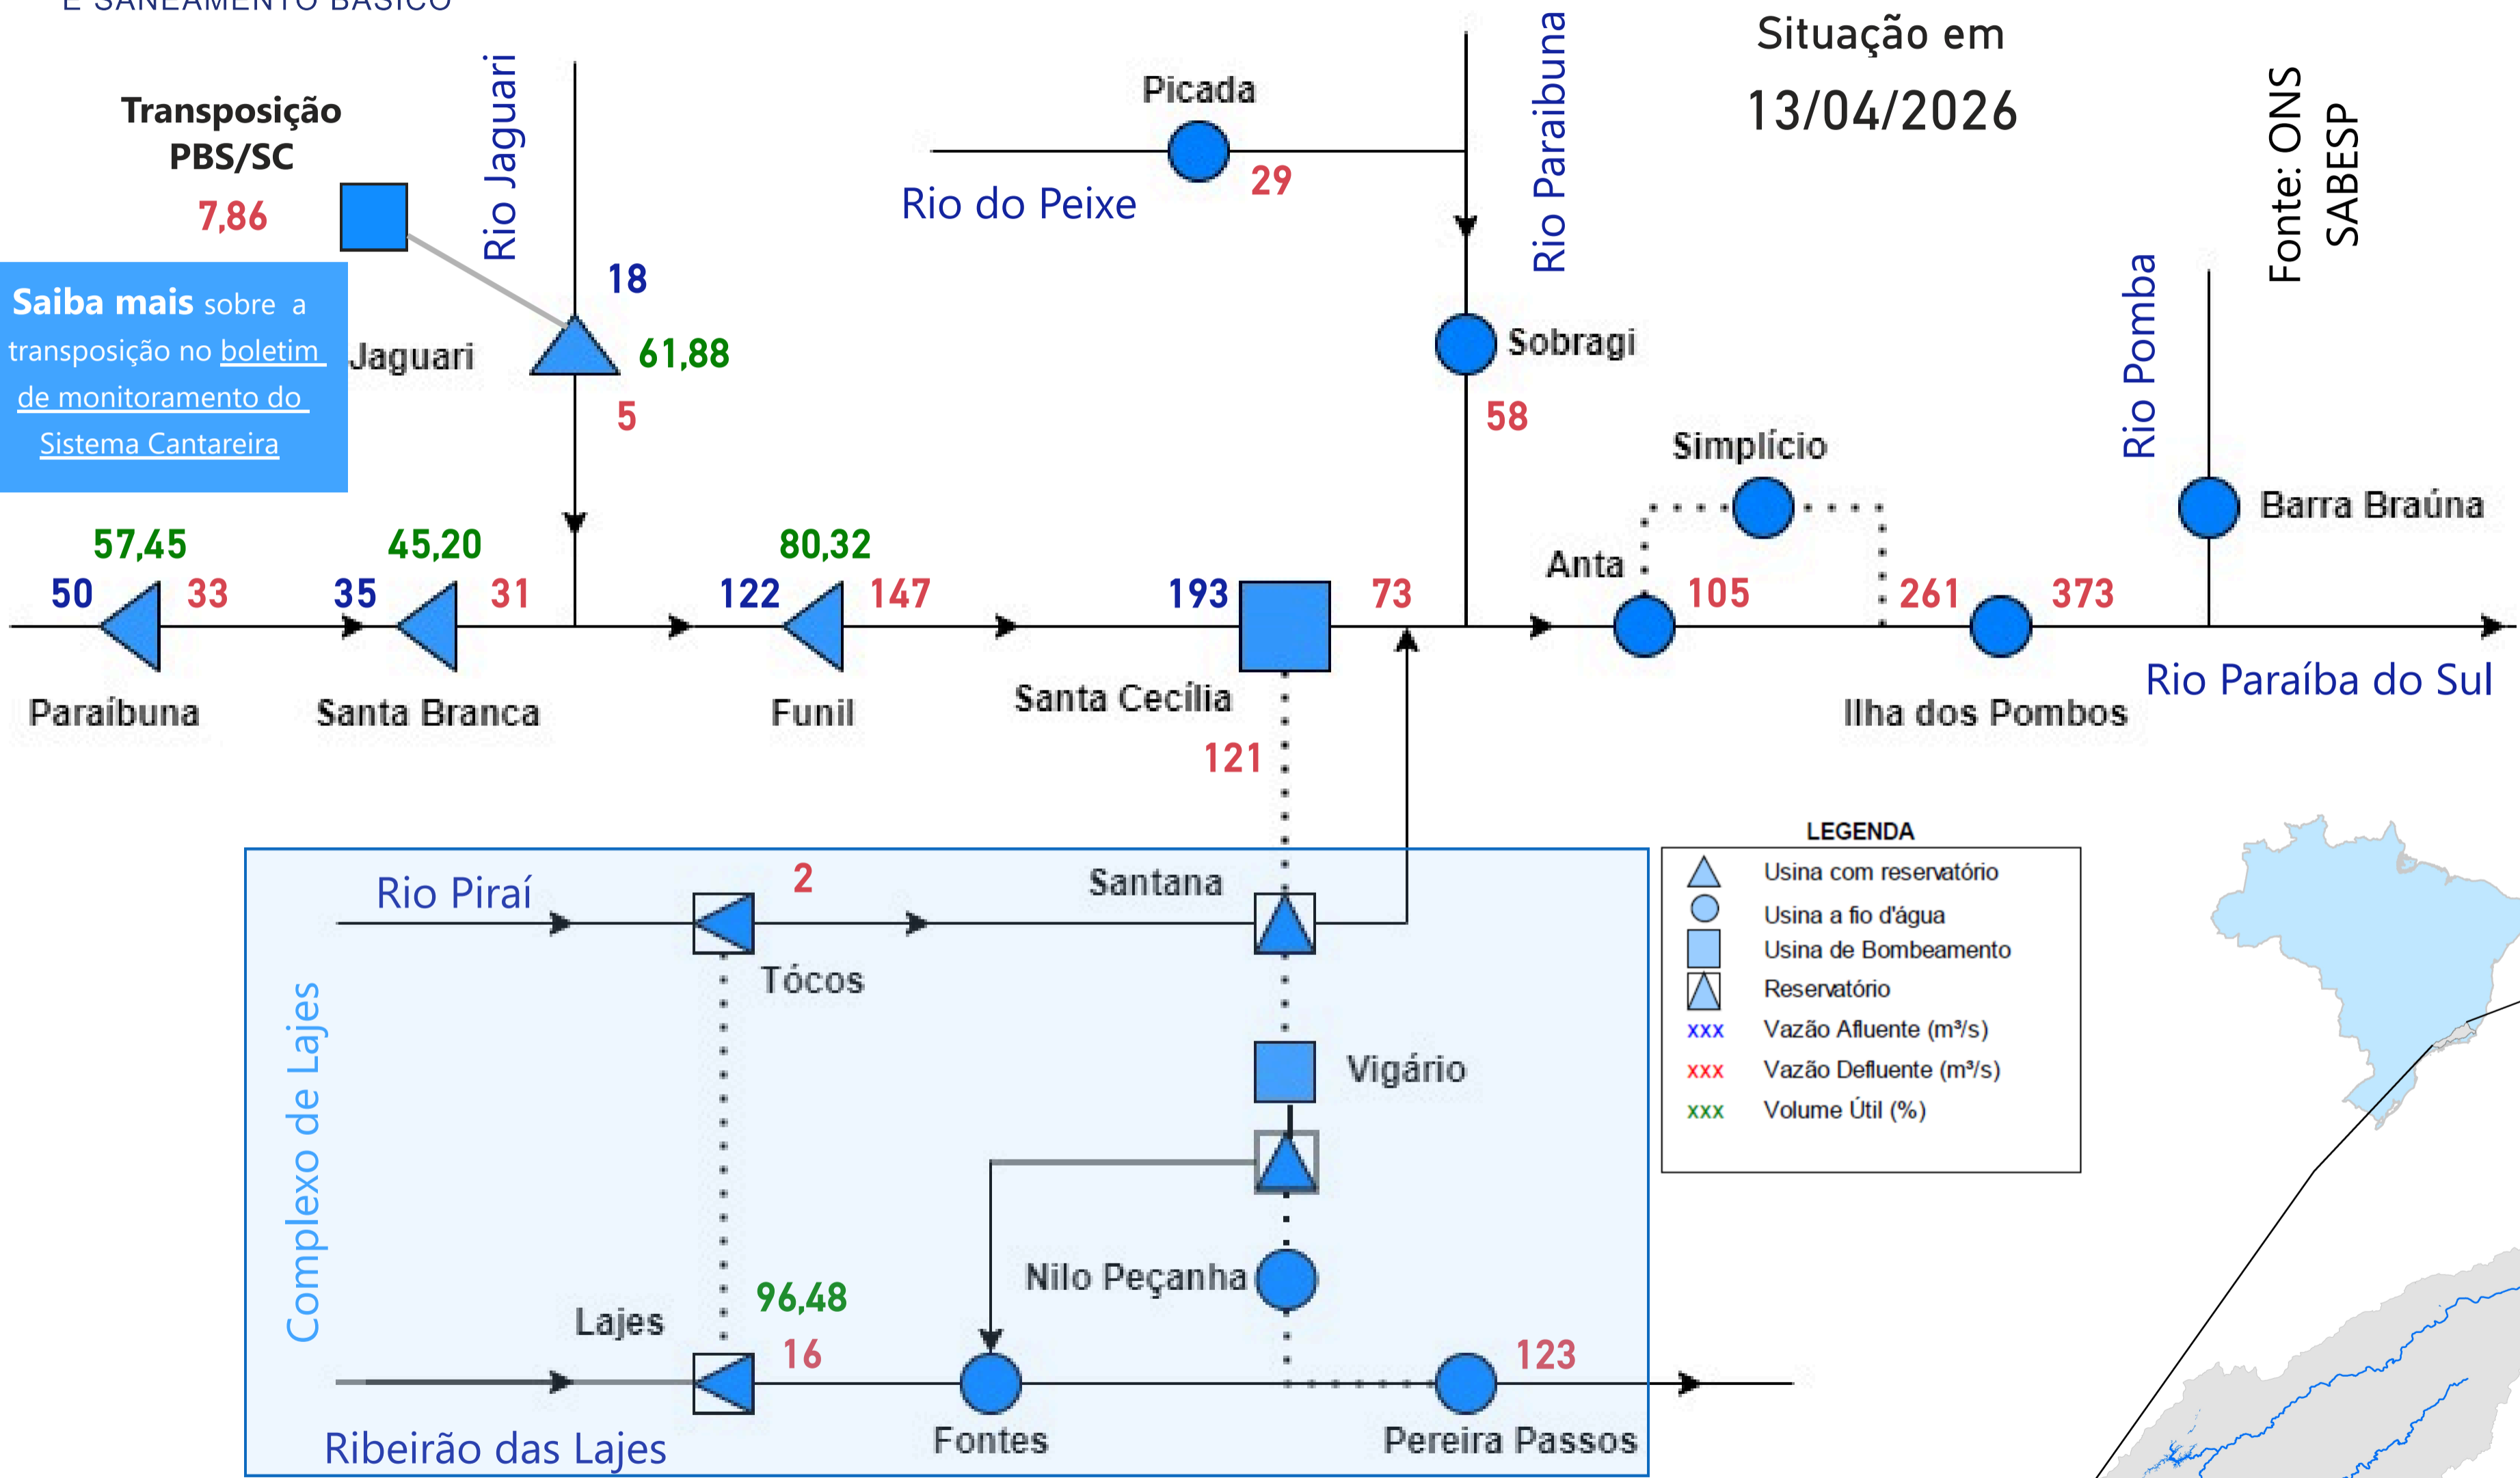 E SANEAMENTO BÁSICO
Situação em
13/04/2026
Fonte: ONS
SABESP
Transposição
PBS/SC
7,86
Rio Jaguari
Picada
29
Rio do Peixe
Rio Paraibuna
Saiba mais sobre a
transposição no boletim
de monitoramento do
Sistema Cantareira
18
Jaguari
61,88
5
Sobragi
58
Rio Pomba
Simplício
Barra Braúna
Anta
57,45
50
33
45,20
35
31
80,32
122
147
193
73
105
261
373
Paraíbuna
Santa Branca
Funil
Santa Cecília
Ilha dos Pombos
Rio Paraíba do Sul
121
Complexo de Lajes
Rio Piraí
2
Santana
Tócos
Vigário
Nilo Peçanha
96,48
Lajes
16
123
Ribeirão das Lajes
Fontes
Pereira Passos
LEGENDA
Usina com reservatório
Usina a fio d'água
Usina de Bombeamento
Reservatório
xxx Vazão Afluente (m³/s)
xxx Vazão Defluente (m³/s)
xxx Volume Útil (%)